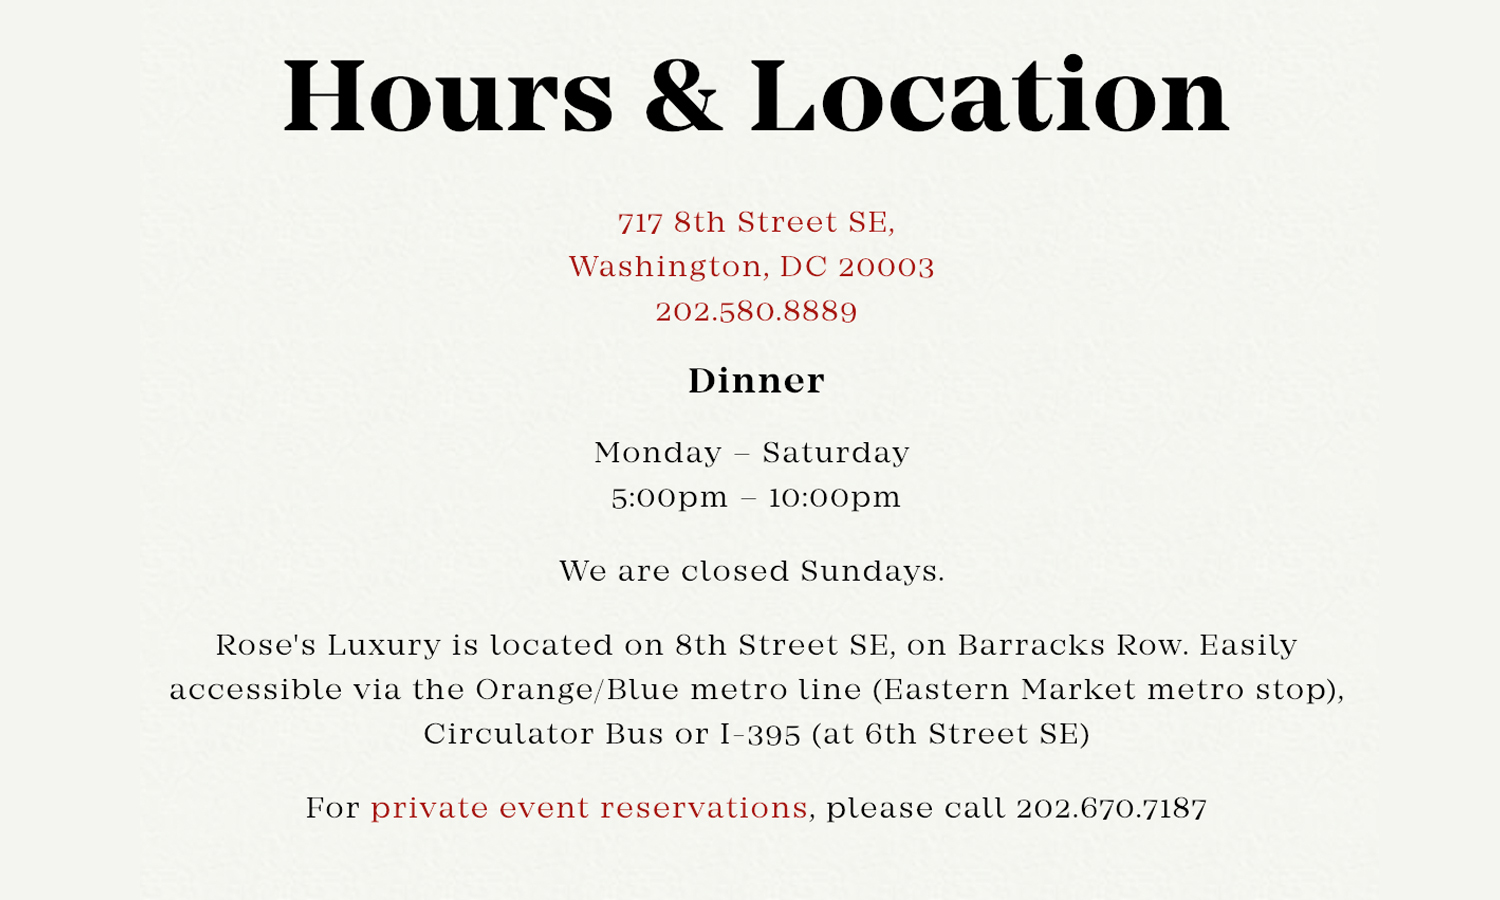 Hours & Location
717 8th Street SE,
Washington, DC 20003
202.580.8889
Dinner
Monday – Saturday
5:00pm – 10:00pm
We are closed Sundays.
Rose's Luxury is located on 8th Street SE, on Barracks Row. Easily
accessible via the Orange/Blue metro line (Eastern Market metro stop),
Circulator Bus or I-395 (at 6th Street SE)
For private event reservations, please call 202.670.7187